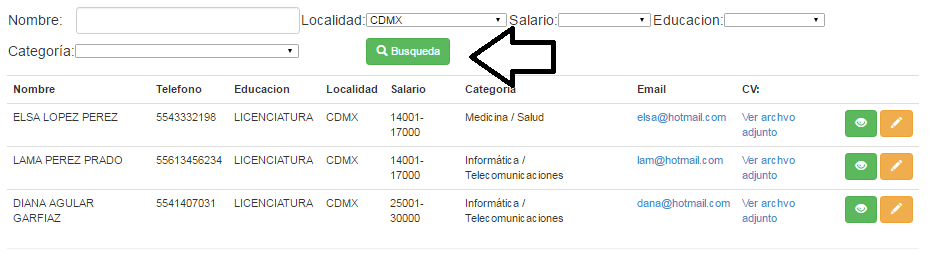 Nombre: Localidad: CDMX Salario: Educacion:
Categoría: Busqueda
Nombre Telefono Educacion Localidad Salario Categoria Email CV:
ELSA LOPEZ PEREZ 5543332198 LICENCIATURA CDMX 14001- Medicina / Salud elsa@hotmail.com Ver archvo
17000 adjunto
LAMA PEREZ PRADO 55613456234 LICENCIATURA CDMX 14001- Informática / lam@hotmail.com Ver archvo
17000 Telecomunicaciones adjunto
DIANA AGULAR 5541407031 LICENCIATURA CDMX 25001- Informática / dana@hotmail.com Ver archvo
GARFIAZ 30000 Telecomunicaciones adjunto